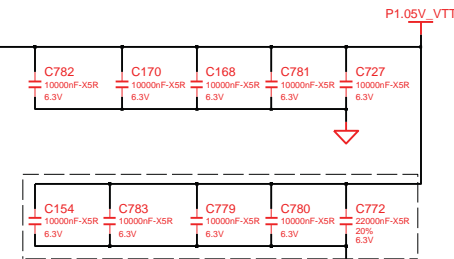 P1.05V_VTT
C782 C170 C168 C781 C727
10000nF-X5R 10000nF-X5R 10000nF-X5R 10000nF-X5R 10000nF-X5R
6.3V 6.3V 6.3V 6.3V 6.3V
C154 C783 C779 C780 C772
10000nF-X5R 10000nF-X5R 10000nF-X5R 10000nF-X5R 22000nF-X5R
20%
6.3V 6.3V 6.3V 6.3V 6.3V